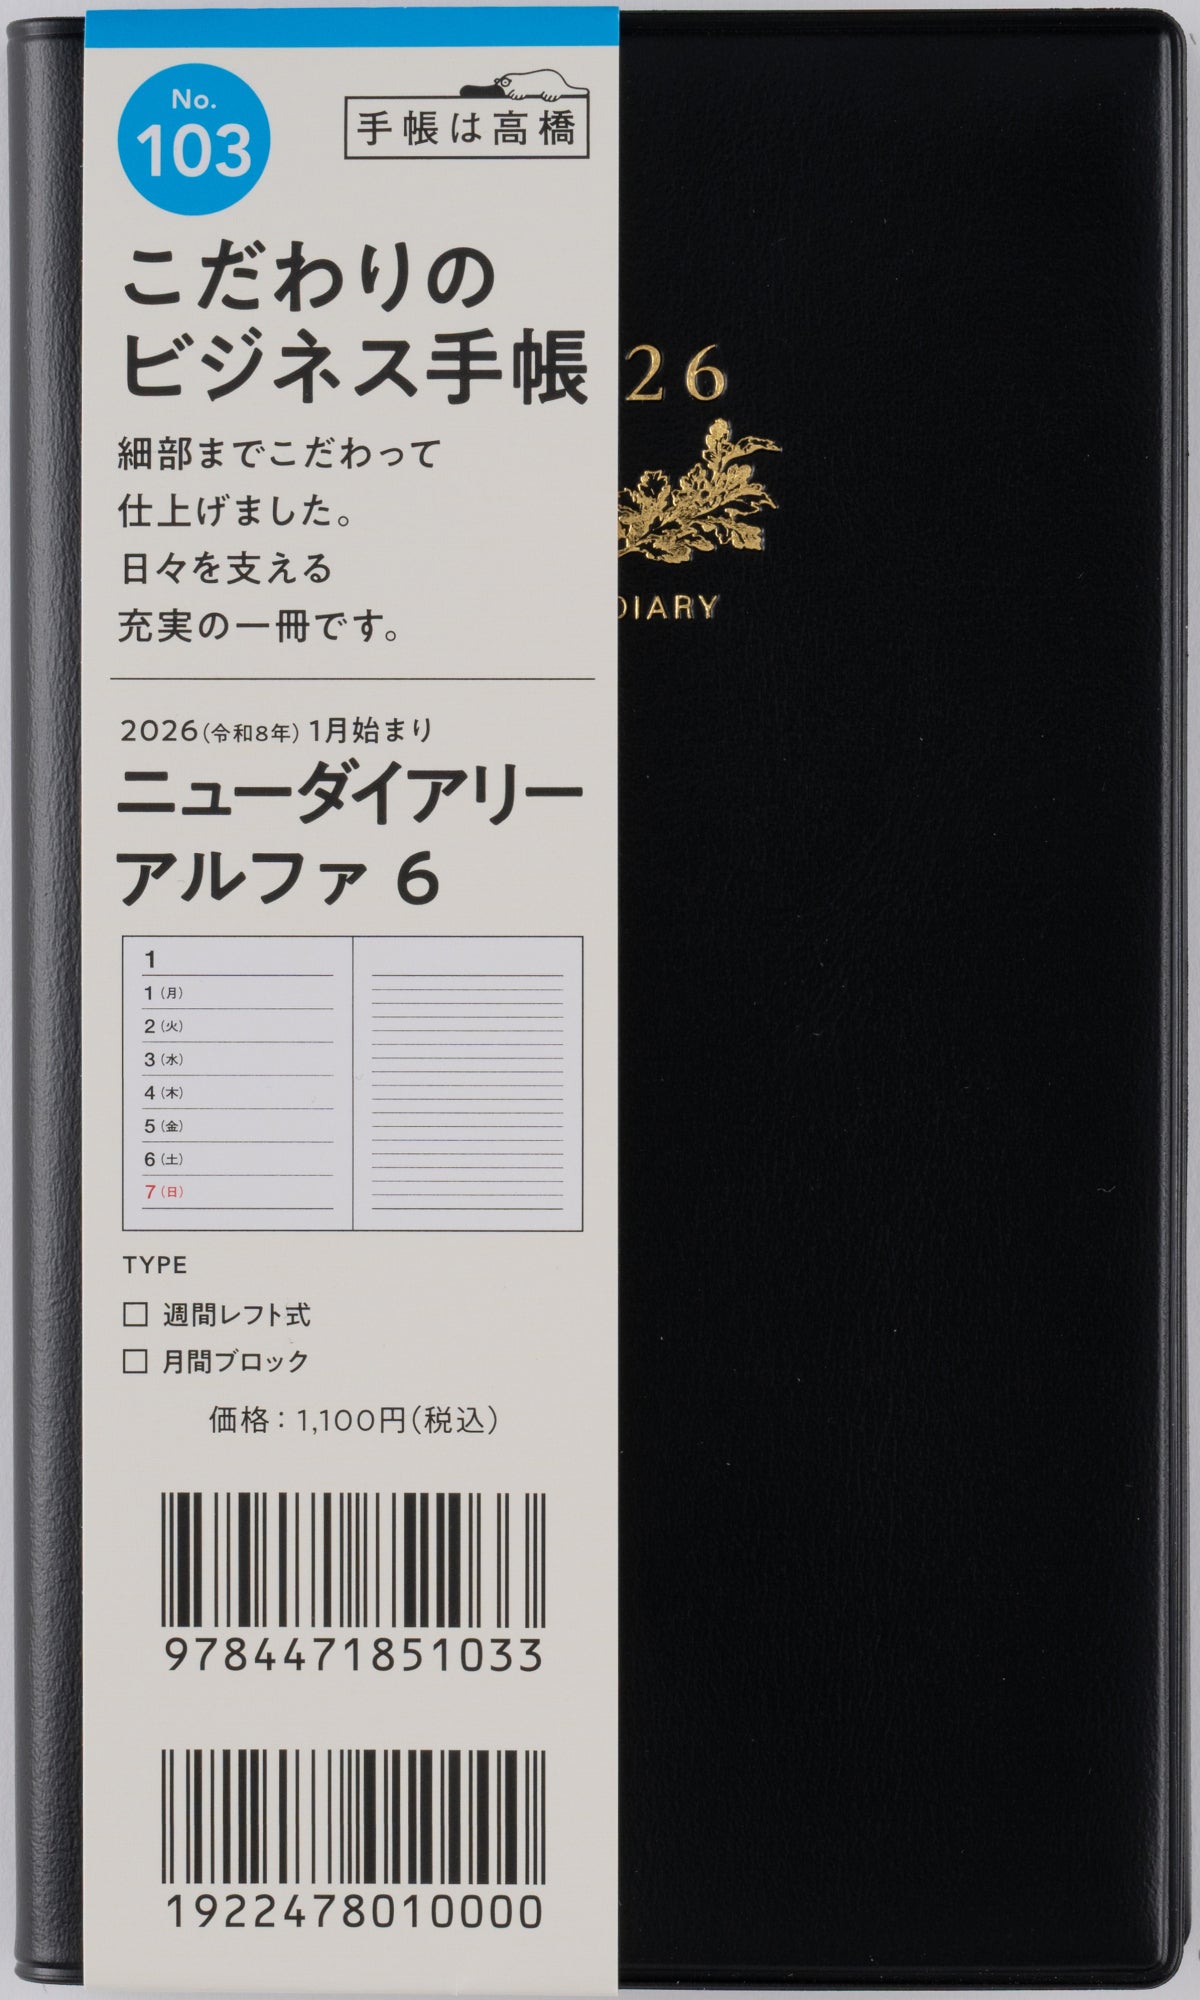 No.
103
手帳は高橋
こだわりの
ビジネス手帳
細部までこだわって
仕上げました。
日々を支える
充実の一冊です。
2026(令和8年) 1月始まり
ニューダイアリー
アルファ 6
1
1(月)
2(火)
3(水)
4(木)
5(金)
6(土)
7(日)
TYPE
□ 週間レフト式
□ 月間ブロック
価格：1,100円(税込)
9784471851033
1922478010000
26
DIARY